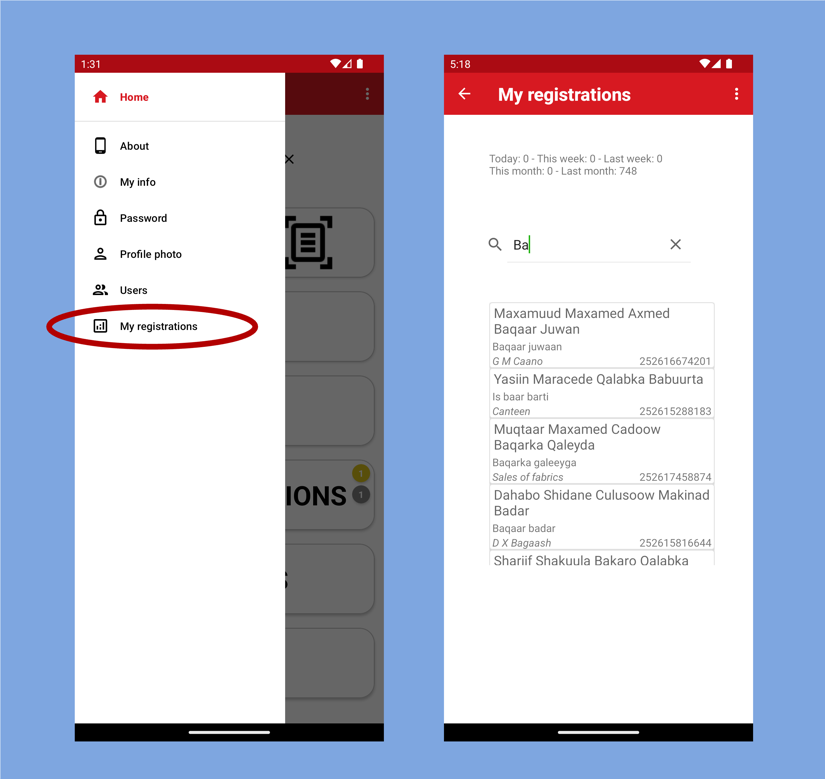 1:31
Home
About
My info
Password
Profile photo
Users
My registrations
IONS
1
1
S
5:18
My registrations
Today: 0 - This week: 0 - Last week: 0
This month: 0 - Last month: 748
Ba
Maxamuud Maxamed Axmed
Baqaar Juwan
Baqaar juwaan
G M Caano 252616674201
Yasiin Maracede Qalabka Babuurta
Is baar barti
Canteen 252615288183
Muqtaar Maxamed Cadoow
Baqarka Qaleyda
Baqarka galeeyga
Sales of fabrics 252617458874
Dahabo Shidane Culusoow Makinad
Badar
Baqaar badar
D X Bagaash 252615816644
Shariif Shakuula Bakaro Qalabka